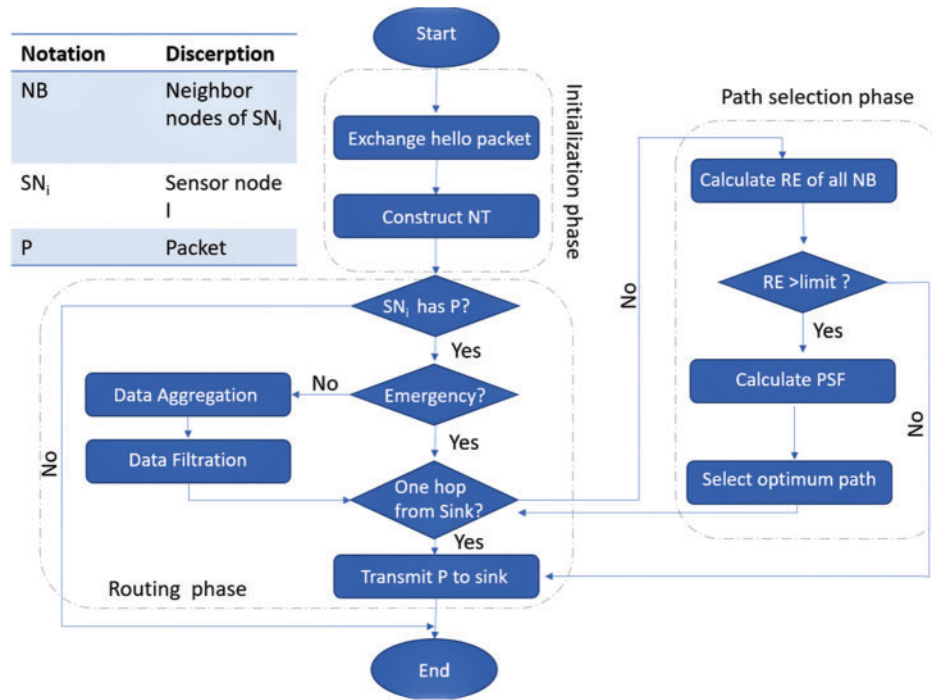 Notation Discerption
NB Neighbor
nodes of SNi
SNi Sensor node
I
P Packet
Start
Initialization phase
Exchange hello packet
Construct NT
SNi has P?
Yes
No
Emergency?
No
Yes
Data Aggregation
Data Filtration
One hop
from Sink?
Yes
No
Transmit P to sink
Routing phase
End
Path selection phase
Calculate RE of all NB
RE >limit ?
Yes
No
Calculate PSF
Select optimum path